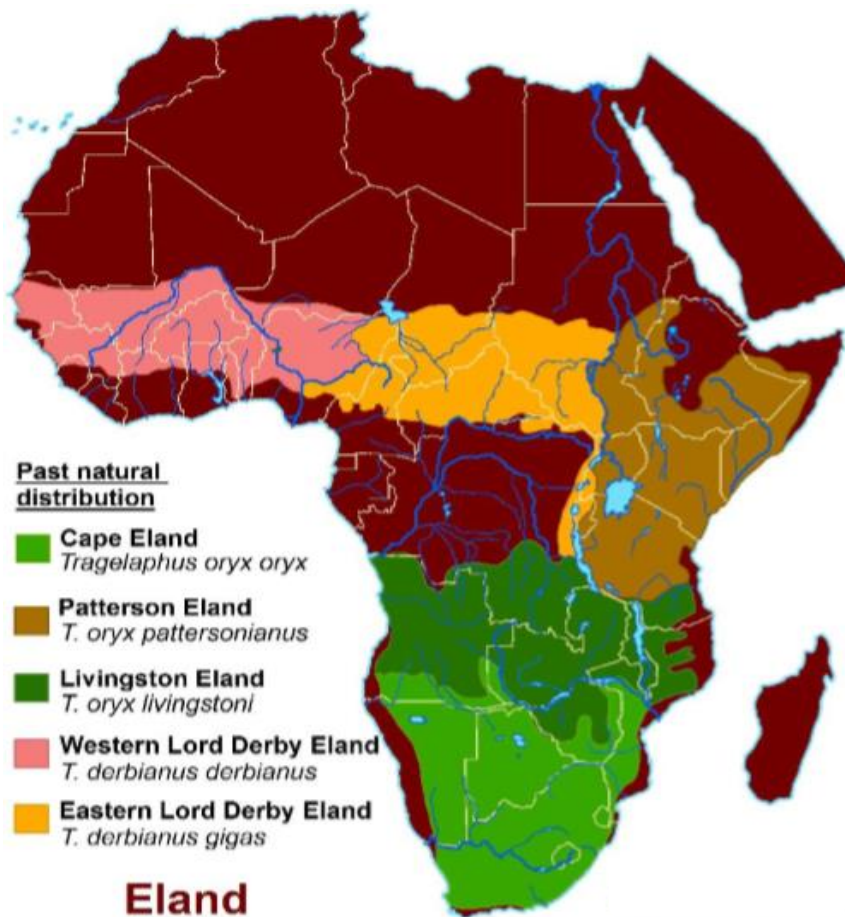 Past natural
distribution
Cape Eland
Tragelaphus oryx oryx
Patterson Eland
T. oryx pattersonianus
Livingston Eland
T. oryx livingstoni
Western Lord Derby Eland
T. derbianus derbianus
Eastern Lord Derby Eland
T. derbianus gigas
Eland